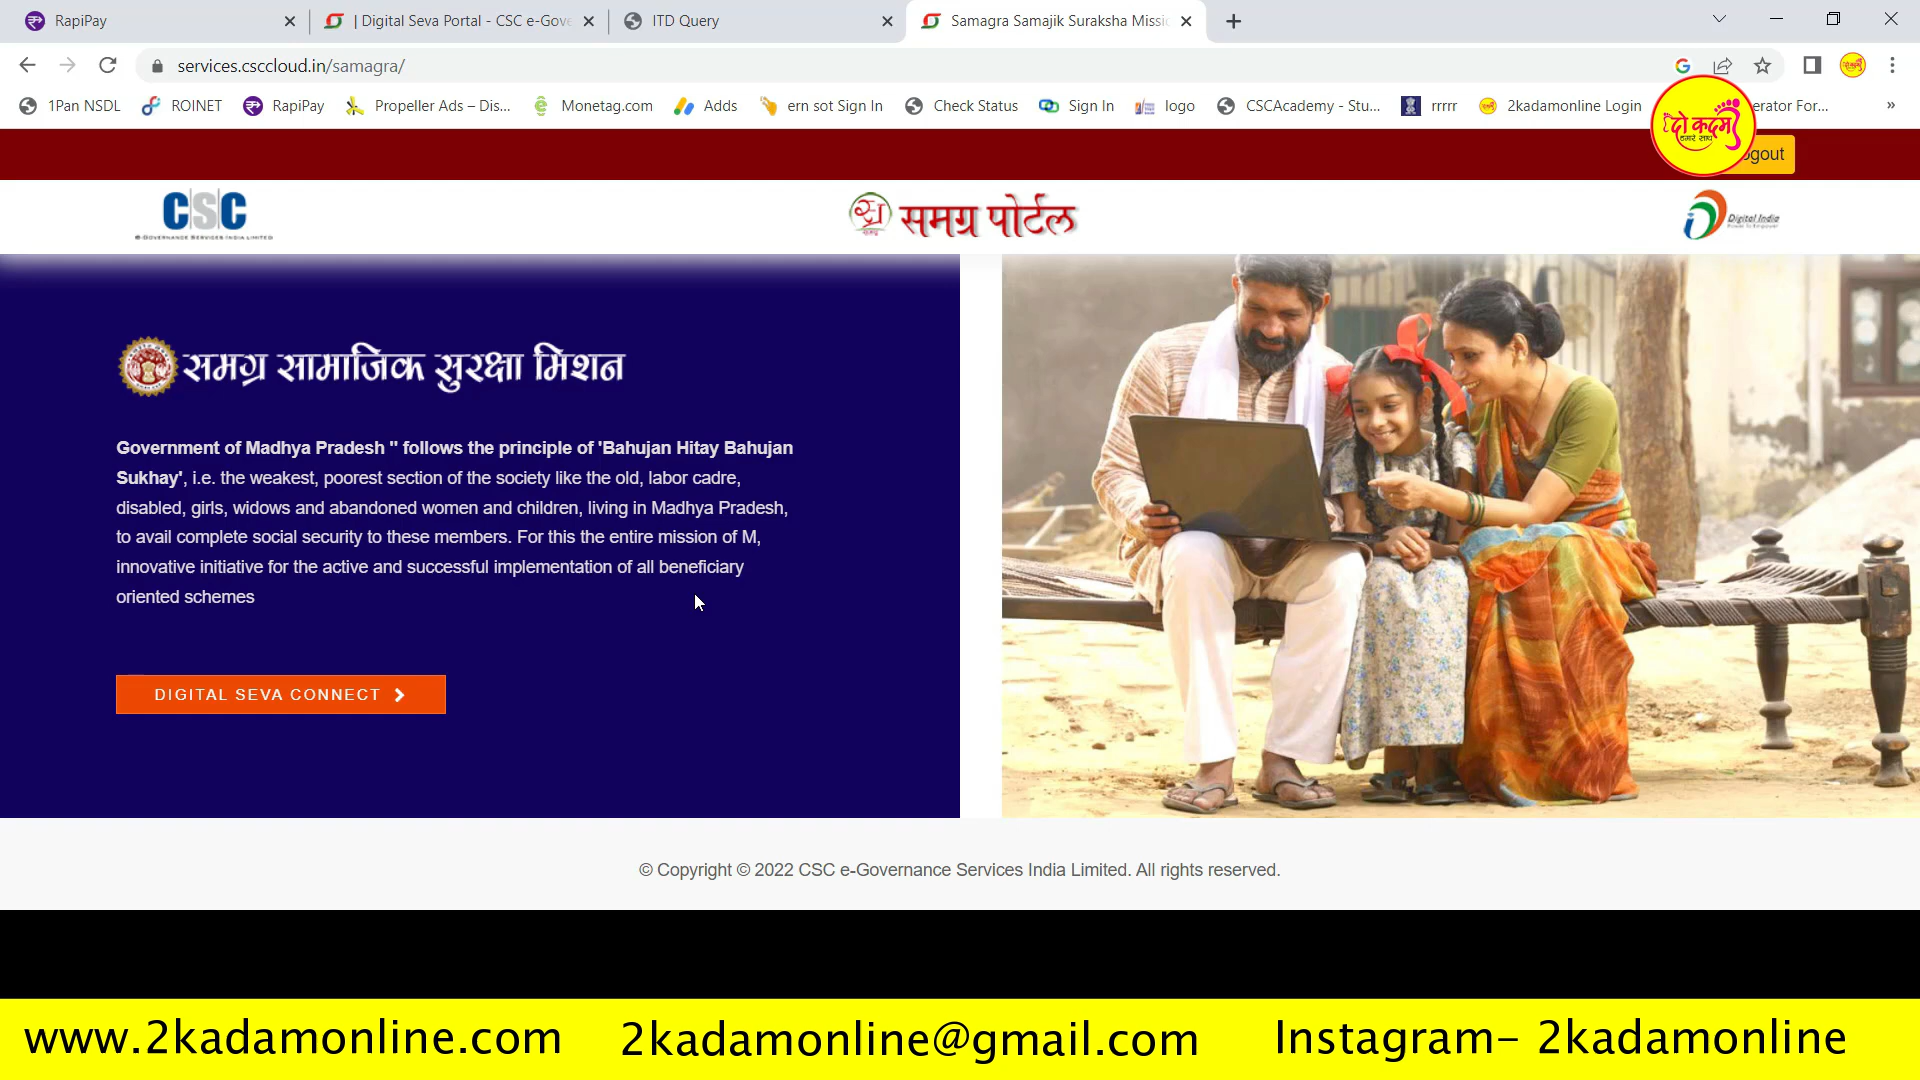 RapiPay
| Digital Seva Portal - CSC e-Gove
ITD Query
Samagra Samajik Suraksha Missio
services.csccloud.in/samagra/
1Pan NSDL
ROINET
RapiPay
Propeller Ads – Dis...
Monetag.com
Adds
ern sot Sign In
Check Status
Sign In
logo
CSCAcademy - Stu...
rrrrr
2kadamonline Login
erator For...
दो कदम
हमारे साथ
ogout
CSC
E-GOVERNANCE SERVICES INDIA LIMITED
समग्र पोर्टल
Digital India
Power To Empower
समग्र सामाजिक सुरक्षा मिशन
Government of Madhya Pradesh " follows the principle of 'Bahujan Hitay Bahujan
Sukhay', i.e. the weakest, poorest section of the society like the old, labor cadre,
disabled, girls, widows and abandoned women and children, living in Madhya Pradesh,
to avail complete social security to these members. For this the entire mission of M,
innovative initiative for the active and successful implementation of all beneficiary
oriented schemes
DIGITAL SEVA CONNECT
© Copyright © 2022 CSC e-Governance Services India Limited. All rights reserved.
www.2kadamonline.com
2kadamonline@gmail.com
Instagram- 2kadamonline